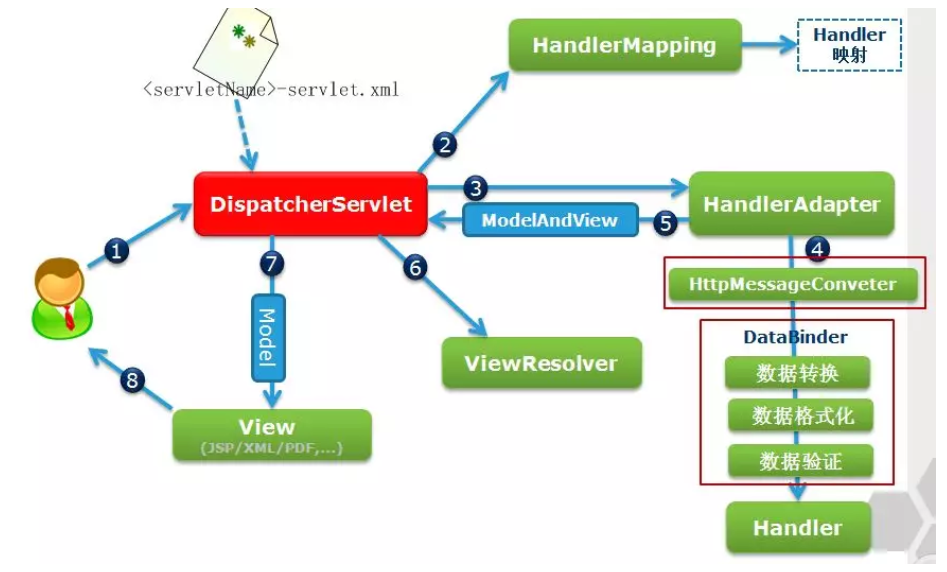 HandlerMapping
Handler
映射
<servletName>-servlet.xml
2
DispatcherServlet
3
HandlerAdapter
ModelAndView
5
1
7
6
4
HttpMessageConveter
Model
DataBinder
ViewResolver
数据转换
8
数据格式化
View
(JSP/XML/PDF,...)
数据验证
Handler